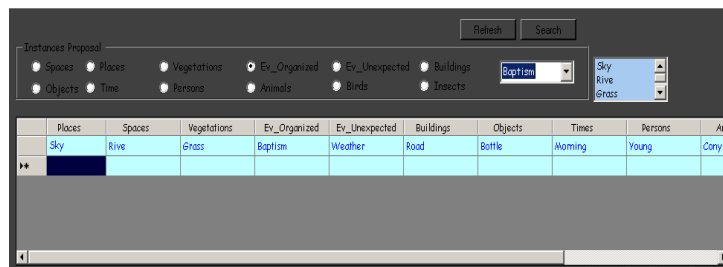 Refresh Search
Instances Proposal
Spaces Places Vegetations Ev_Organized Ev_Unexpected Buildings
Baptism
Objects Time Persons Animals Birds Insects
Sky
Rive
Grass
Places Spaces Vegetations Ev_Organized Ev_Unexpected Buildings Objects Times Persons A
Sky Rive Grass Baptism Weather Road Bottle Morning Young Cony